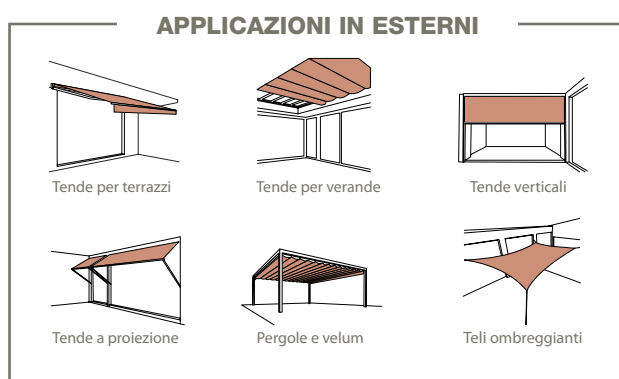 APPLICAZIONI IN ESTERNI
Tende per terrazzi
Tende per verande
Tende verticali
Tende a proiezione
Pergole e velum
Teli ombreggianti